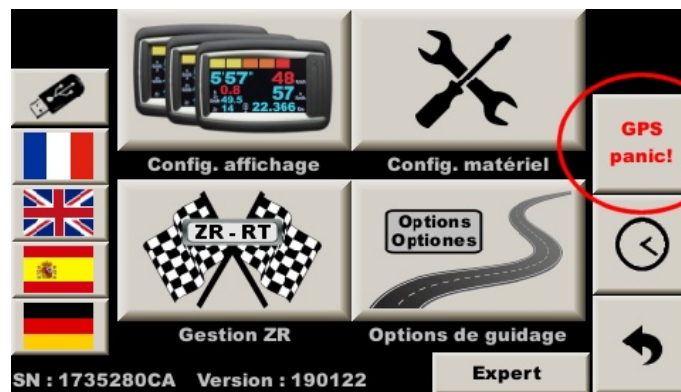 5'57"
48
0.8
57
49.5
14
22.366
Config. affichage
Config. matériel
GPS
panic!
ZR - RT
Options
Optiones
Gestion ZR
Options de guidage
SN : 1735280CA Version : 190122
Expert